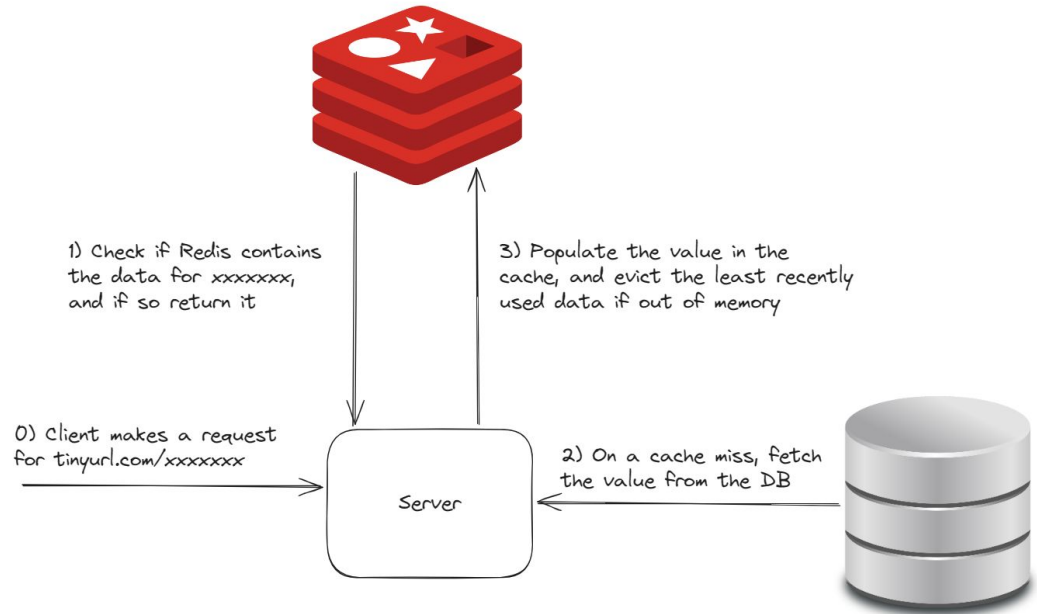 1) Check if Redis contains
the data for xxxxxxx,
and if so return it
3) Populate the value in the
cache, and evict the least recently
used data if out of memory
0) Client makes a request
for tinyurl.com/xxxxxxx
Server
2) On a cache miss, fetch
the value from the DB